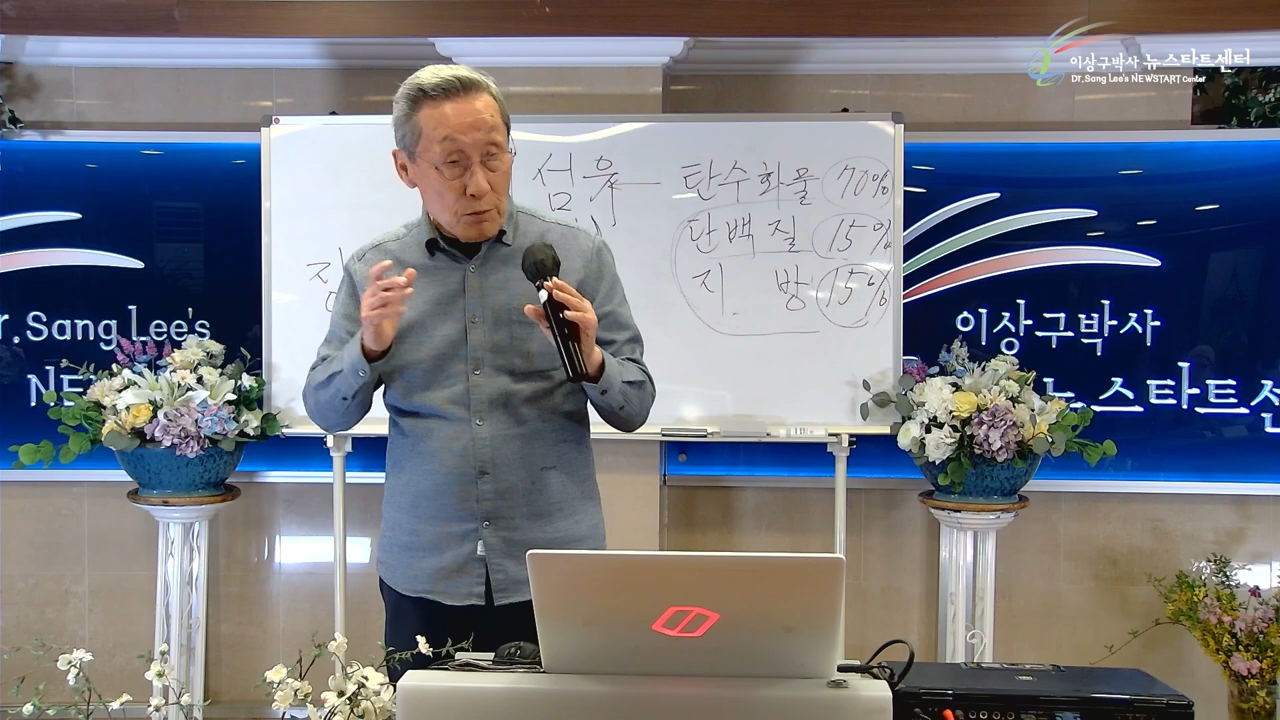 이상구박사 뉴스타트센터
Dr. Sang Lee's NEWSTART Center
섬유 ← 탄수화물 70%
단백질 15%
지 방 15%
Dr. Sang Lee's
이상구박사
뉴스타트센